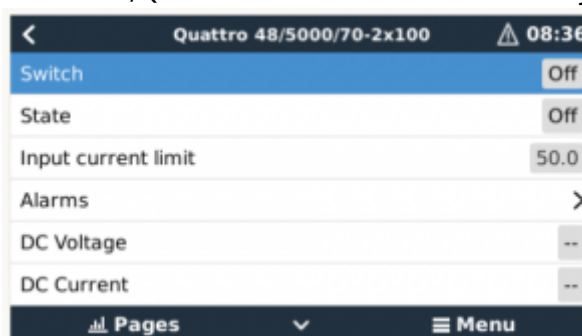 Quattro 48/5000/70-2x100 08:36
Switch Off
State Off
Input current limit 50.0
Alarms
DC Voltage --
DC Current --
Pages Menu